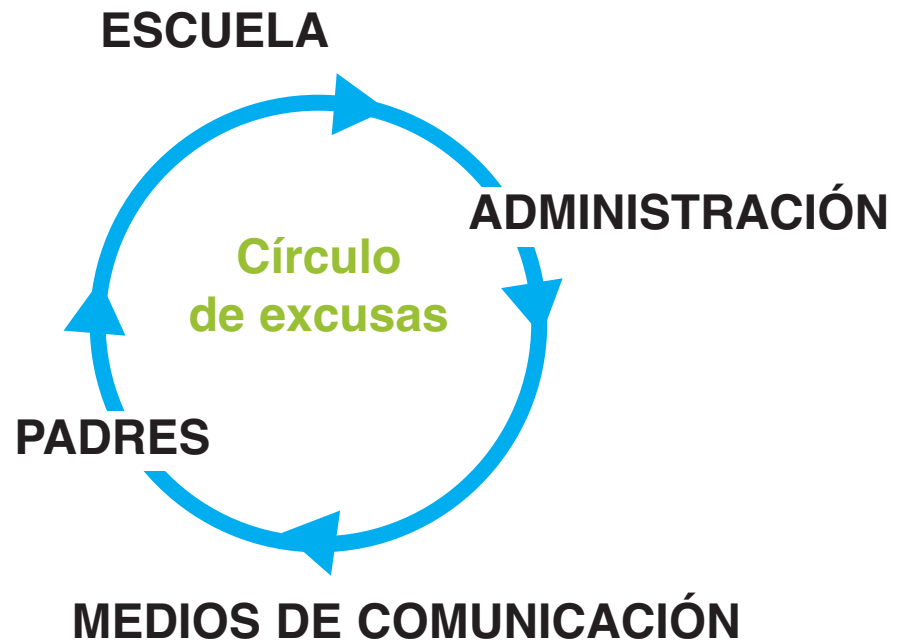 ESCUELA
ADMINISTRACIÓN
Círculo
de excusas
PADRES
MEDIOS DE COMUNICACIÓN